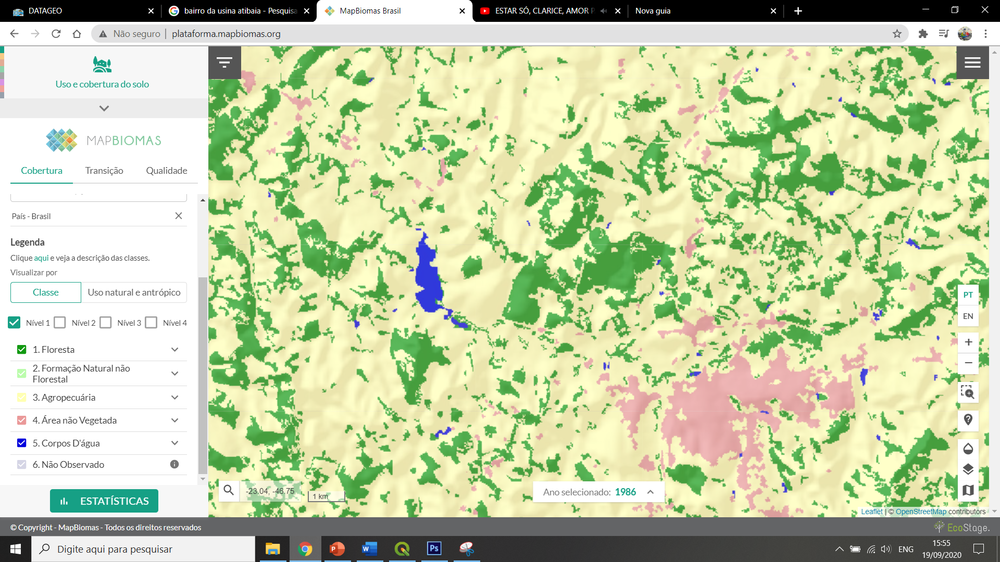 DATAGEO
bairro da usina atibaia - Pesquisa
MapBiomas Brasil
ESTAR SÓ, CLARICE, AMOR P
Nova guia
Não seguro
plataforma.mapbiomas.org
Uso e cobertura do solo
MAPBIOMAS
Cobertura
Transição
Qualidade
País - Brasil
Legenda
Clique aqui e veja a descrição das classes.
Visualizar por
Classe
Uso natural e antrópico
Nível 1
Nível 2
Nível 3
Nível 4
1. Floresta
2. Formação Natural não
Florestal
3. Agropecuária
4. Área não Vegetada
5. Corpos D'água
6. Não Observado
ESTATÍSTICAS
-23.04, -46.75
1 km
Ano selecionado: 1986
PT
EN
Leaflet | © OpenStreetMap contributors
© Copyright - MapBiomas - Todos os direitos reservados
EcoStage.
Digite aqui para pesquisar
ENG
15:55
19/09/2020